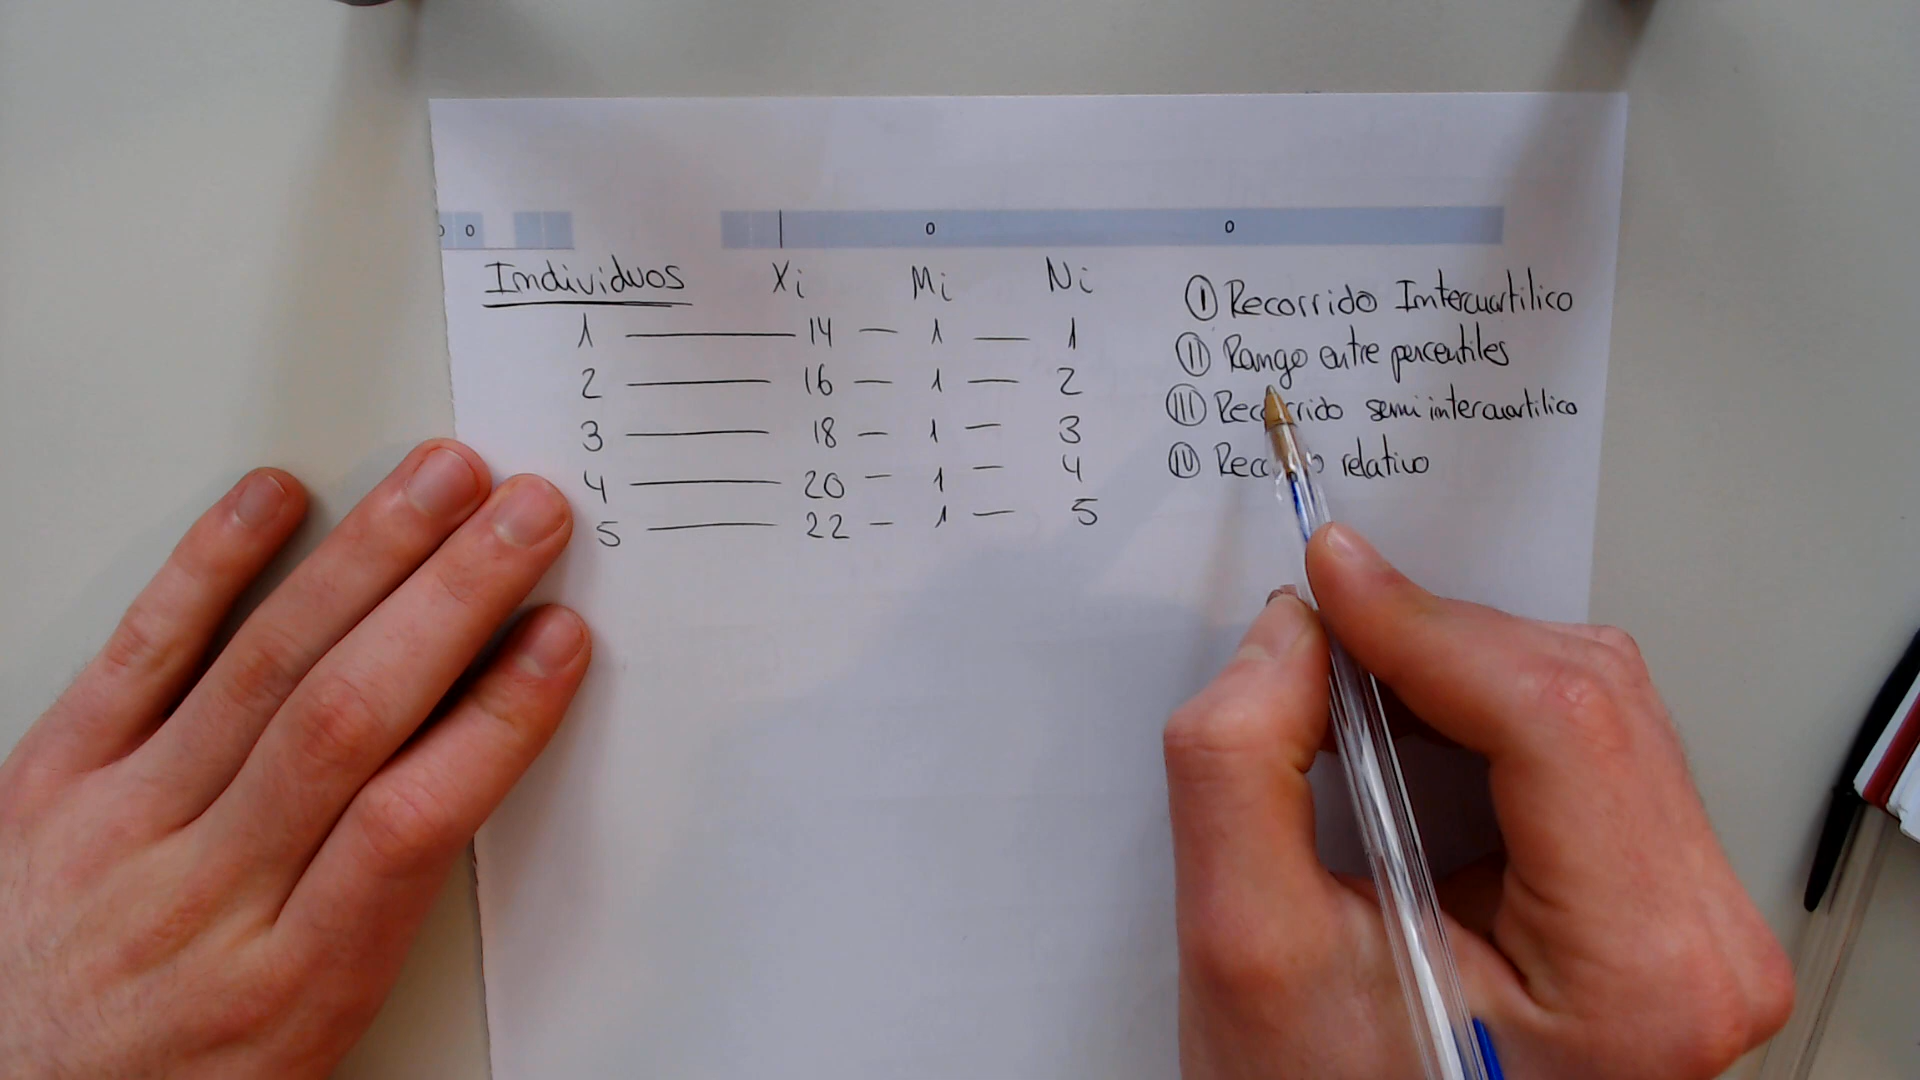 o o o
Individuos Xi Mi Ni
1 14 1 1
2 16 1 2
3 18 1 3
4 20 1 4
5 22 1 5
I Recorrido Intercuartilico
II Rango entre percentiles
III Recorrido semi intercuartilico
IV relativo